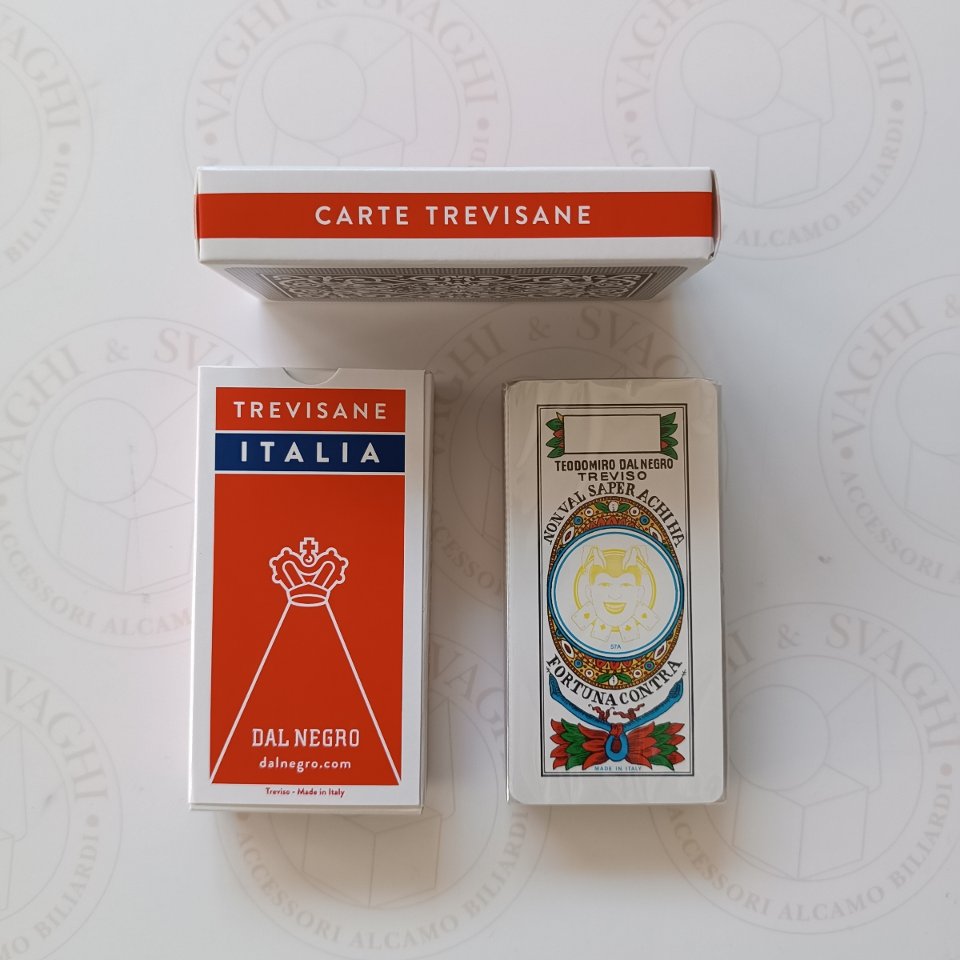 CARTE TREVISANE
TREVISANE
ITALIA
DAL NEGRO
dalnegro.com
Treviso - Made in Italy
TEODOMIRO DAL NEGRO
TREVISO
NON VAL SAPER A CHI HA
57A
FORTUNA CONTRA
MADE IN ITALY
VAGHI & SVAGHI
ACCESSORI ALCAMO BILIARDI